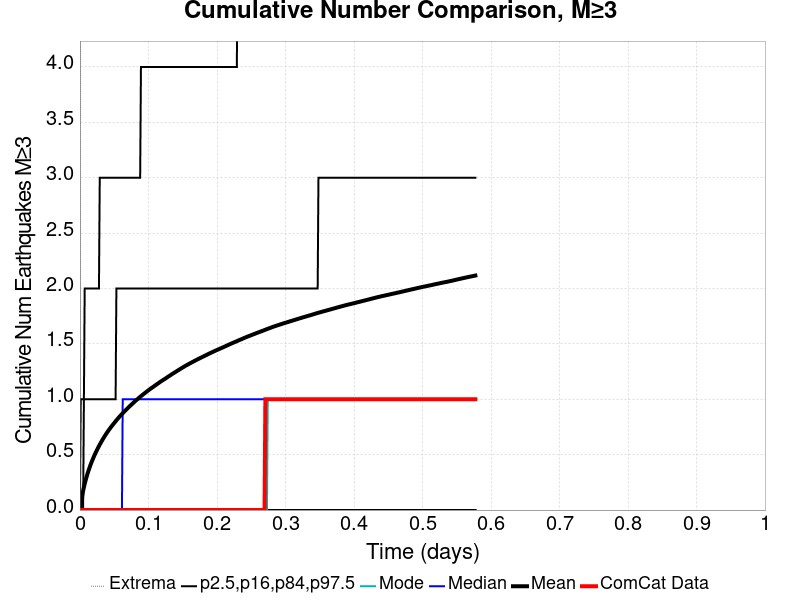 Cumulative Number Comparison, M≥3
Cumulative Num Earthquakes M≥3
4.0
3.5
3.0
2.5
2.0
1.5
1.0
0.5
0.0
0 0.1 0.2 0.3 0.4 0.5 0.6 0.7 0.8 0.9 1
Time (days)
Extrema p2.5,p16,p84,p97.5 Mode Median Mean ComCat Data